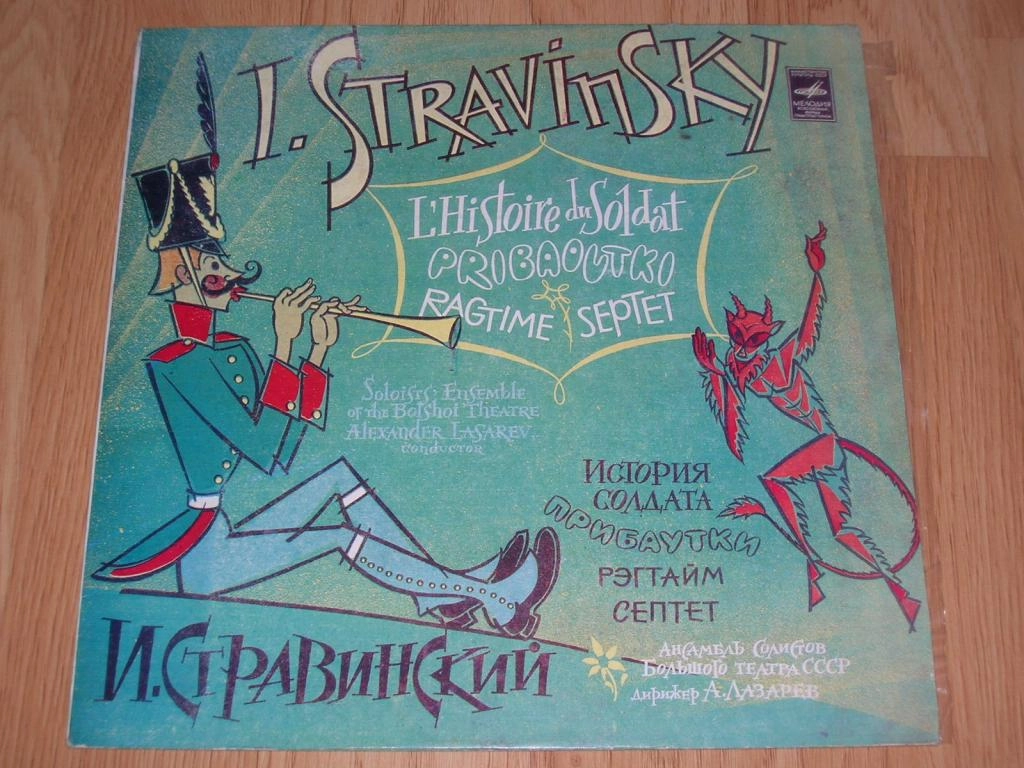 I. STRAVINSKY
МЕЛОДИЯ
L'Histoire du Soldat
PRIBAOUTKI
RAGTIME SEPTET
Soloists Ensemble
of the Bolshoi Theatre
Alexander Lasarev,
conductor
История
солдата
ПРИБАУТКИ
РЭГТАЙМ
СЕПТЕТ
И. СТРАВИНСКИЙ
Ансамбль солистов
Большого театра СССР
Дирижер А. Лазарев